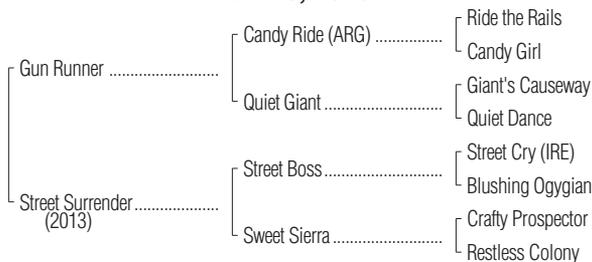 Ride the Rails
Candy Ride (ARG) ....................
Candy Girl
Gun Runner ..........................
Giant's Causeway
Quiet Giant ............................
Quiet Dance
Street Cry (IRE)
Street Boss ............................
Blushing Ogygian
Street Surrender ....................
(2013)
Crafty Prospector
Sweet Sierra ..........................
Restless Colony